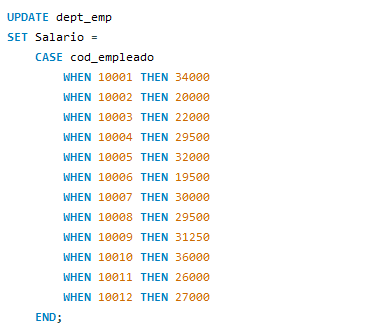 UPDATE dept_emp
SET Salario =
    CASE cod_empleado
        WHEN 10001 THEN 34000
        WHEN 10002 THEN 20000
        WHEN 10003 THEN 22000
        WHEN 10004 THEN 29500
        WHEN 10005 THEN 32000
        WHEN 10006 THEN 19500
        WHEN 10007 THEN 30000
        WHEN 10008 THEN 29500
        WHEN 10009 THEN 31250
        WHEN 10010 THEN 36000
        WHEN 10011 THEN 26000
        WHEN 10012 THEN 27000
    END;